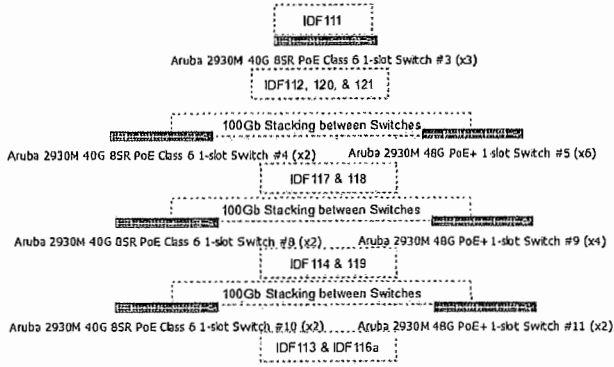 IDF111
Aruba 2930M 40G 8SR PoE Class 6 1-slot Switch #3 (x3)
IDF112, 120, & 121
100Gb Stacking between Switches
Aruba 2930M 40G 8SR PoE Class 6 1-slot Switch #4 (x2) Aruba 2930M 48G PoE+ 1-slot Switch #5 (x6)
IDF117 & 118
100Gb Stacking between Switches
Aruba 2930M 40G 8SR PoE Class 6 1-slot Switch #8 (x2) Aruba 2930M 48G PoE+ 1-slot Switch #9 (x4)
IDF114 & 119
100Gb Stacking between Switches
Aruba 2930M 40G 8SR PoE Class 6 1-slot Switch #10 (x2) Aruba 2930M 48G PoE+ 1-slot Switch #11 (x2)
IDF113 & IDF116a